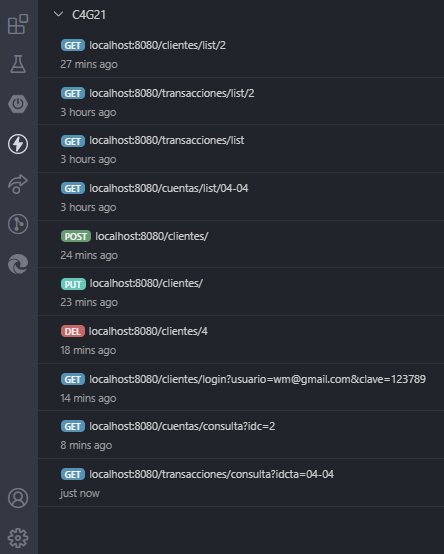 C4G21
GET localhost:8080/clientes/list/2
27 mins ago
GET localhost:8080/transacciones/list/2
3 hours ago
GET localhost:8080/transacciones/list
3 hours ago
GET localhost:8080/cuentas/list/04-04
3 hours ago
POST localhost:8080/clientes/
24 mins ago
PUT localhost:8080/clientes/
23 mins ago
DEL localhost:8080/clientes/4
18 mins ago
GET localhost:8080/clientes/login?usuario=wm@gmail.com&clave=123789
14 mins ago
GET localhost:8080/cuentas/consulta?idc=2
8 mins ago
GET localhost:8080/transacciones/consulta?idcta=04-04
just now